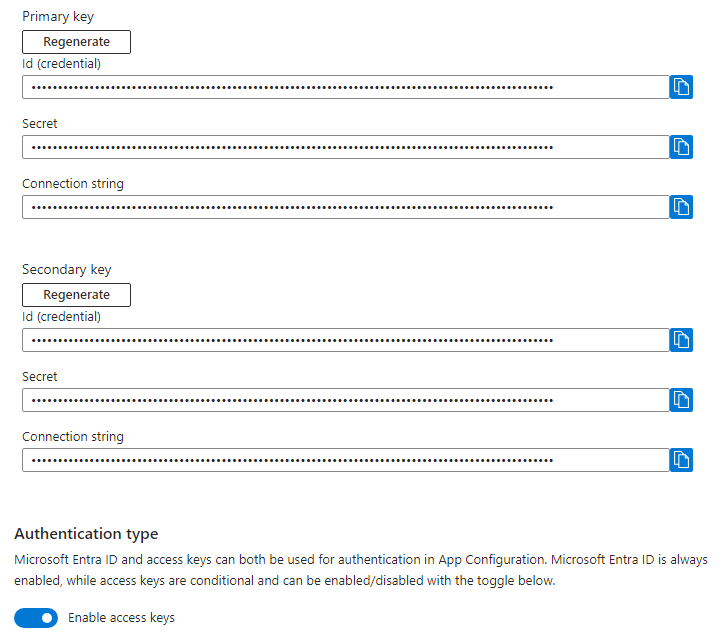 Primary key
Regenerate
Id (credential)
••••••••••••••••••••••••••••••••••••••••••••••••••••••••••••••••••••••••••••••••••••••••••••••••••••
Secret
••••••••••••••••••••••••••••••••••••••••••••••••••••••••••••••••••••••••••••••••••••••••••••••••••••
Connection string
••••••••••••••••••••••••••••••••••••••••••••••••••••••••••••••••••••••••••••••••••••••••••••••••••••
Secondary key
Regenerate
Id (credential)
••••••••••••••••••••••••••••••••••••••••••••••••••••••••••••••••••••••••••••••••••••••••••••••••••••
Secret
••••••••••••••••••••••••••••••••••••••••••••••••••••••••••••••••••••••••••••••••••••••••••••••••••••
Connection string
••••••••••••••••••••••••••••••••••••••••••••••••••••••••••••••••••••••••••••••••••••••••••••••••••••
Authentication type
Microsoft Entra ID and access keys can both be used for authentication in App Configuration. Microsoft Entra ID is always
enabled, while access keys are conditional and can be enabled/disabled with the toggle below.
Enable access keys